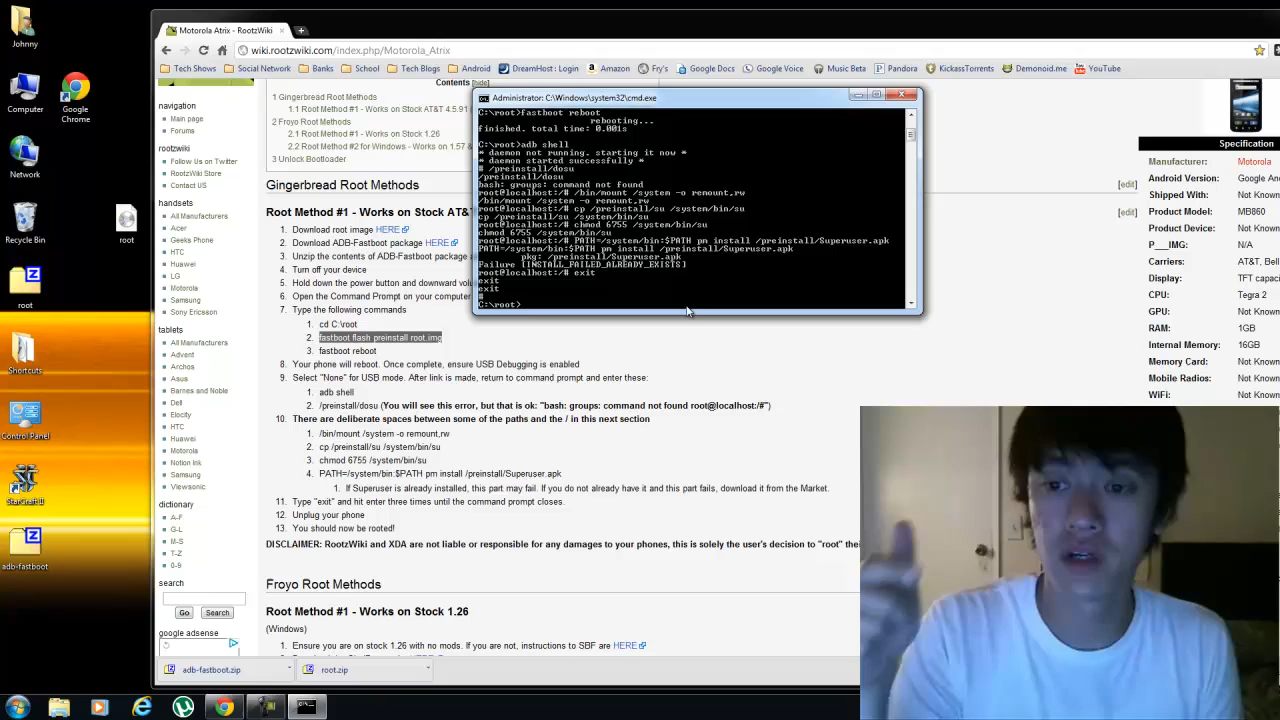 Johnny
Computer
Google Chrome
Network
Recycle Bin
root
root
Shortcuts
Control Panel
StarCraft II
adb-fastboot
Motorola Atrix - RootzWiki
wiki.rootzwiki.com/index.php/Motorola_Atrix
Tech Shows
Social Network
Banks
School
Tech Blogs
Android
DreamHost : Login
Amazon
Fry's
Google Docs
Google Voice
Music Beta
Pandora
KickassTorrents
Demonoid.me
YouTube
navigation
Main page
Forums
rootzwiki
Follow Us on Twitter
RootzWiki Store
Contact US
handsets
All Manufacturers
Acer
Google
HTC
Huawei
LG
Motorola
Samsung
Sony Ericsson
tablets
All Manufacturers
Advent
Archos
Asus
Barnes and Noble
Dell
Elocity
HTC
Huawei
Motorola
Notion Ink
Samsung
Viewsonic
dictionary
A-F
G-L
M-S
T-Z
0-9
search
Go
Search
google adsense
Contents [hide]
1 Gingerbread Root Methods
1.1 Root Method #1 - Works on Stock AT&T 4.5.91
2 Froyo Root Methods
2.1 Root Method #1 - Works on Stock 1.26
2.2 Root Method #2 for Windows - Works on 1.57 &
3 Unlock Bootloader
Gingerbread Root Methods
[edit]
Root Method #1 - Works on Stock AT&T
[edit]
1. Download root image HERE
2. Download ADB-Fastboot package HERE
3. Unzip the contents of ADB-Fastboot packa
4. Turn off your device
5. Hold down the power button and downward volum
6. Open the Command Prompt on your computer
7. Type the following commands
1. cd C:\root
2. fastboot flash preinstall root.img
3. fastboot reboot
8. Your phone will reboot. Once complete, ensure USB Debugging is enabled
9. Select "None" for USB mode. After link is made, return to command prompt and enter these:
1. adb shell
2. /preinstall/dosu (You will see this error, but that is ok: "bash: groups: command not found root@localhost:/#")
10. There are deliberate spaces between some of the paths and the / in this next section
1. /bin/mount /system -o remount,rw
2. cp /preinstall/su /system/bin/su
3. chmod 6755 /system/bin/su
4. PATH=/system/bin:$PATH pm install /preinstall/Superuser.apk
1. If Superuser is already installed, this part may fail. If you do not already have it and this part fails, download it from the Market.
11. Type "exit" and hit enter three times until the command prompt closes.
12. Unplug your phone
13. You should now be rooted!
DISCLAIMER: RootzWiki and XDA are not liable or responsible for any damages to your phones, this is solely the user's decision to "root" thei
Froyo Root Methods
Root Method #1 - Works on Stock 1.26
(Windows)
1. Ensure you are on stock 1.26 with no mods. If you are not, instructions to SBF are HERE
Administrator: C:\Windows\system32\cmd.exe
C:\root>fastboot reboot
rebooting...
finished. total time: 0.001s
C:\root>adb shell
* daemon not running. starting it now *
* daemon started successfully *
# /preinstall/dosu
/preinstall/dosu
bash: groups: command not found
root@localhost:/# /bin/mount /system -o remount,rw
/bin/mount /system -o remount,rw
root@localhost:/# cp /preinstall/su /system/bin/su
cp /preinstall/su /system/bin/su
root@localhost:/# chmod 6755 /system/bin/su
chmod 6755 /system/bin/su
root@localhost:/# PATH=/system/bin:$PATH pm install /preinstall/Superuser.apk
PATH=/system/bin:$PATH pm install /preinstall/Superuser.apk
pkg: /preinstall/Superuser.apk
Failure [INSTALL_FAILED_ALREADY_EXISTS]
root@localhost:/# exit
exit
exit
#
C:\root>
Specification
Manufacturer: Motorola
Android Version: Google An
Shipped With: Not Known
Product Model: MB860
P___IMG: N/A
Carriers: AT&T, Bel
Display: TFT capac
CPU: Tegra 2
RAM: 1GB
Internal Memory: 16GB
Memory Card: Not Known
Mobile Radios: Not Known
WiFi: Not Known
adb-fastboot.zip
root.zip